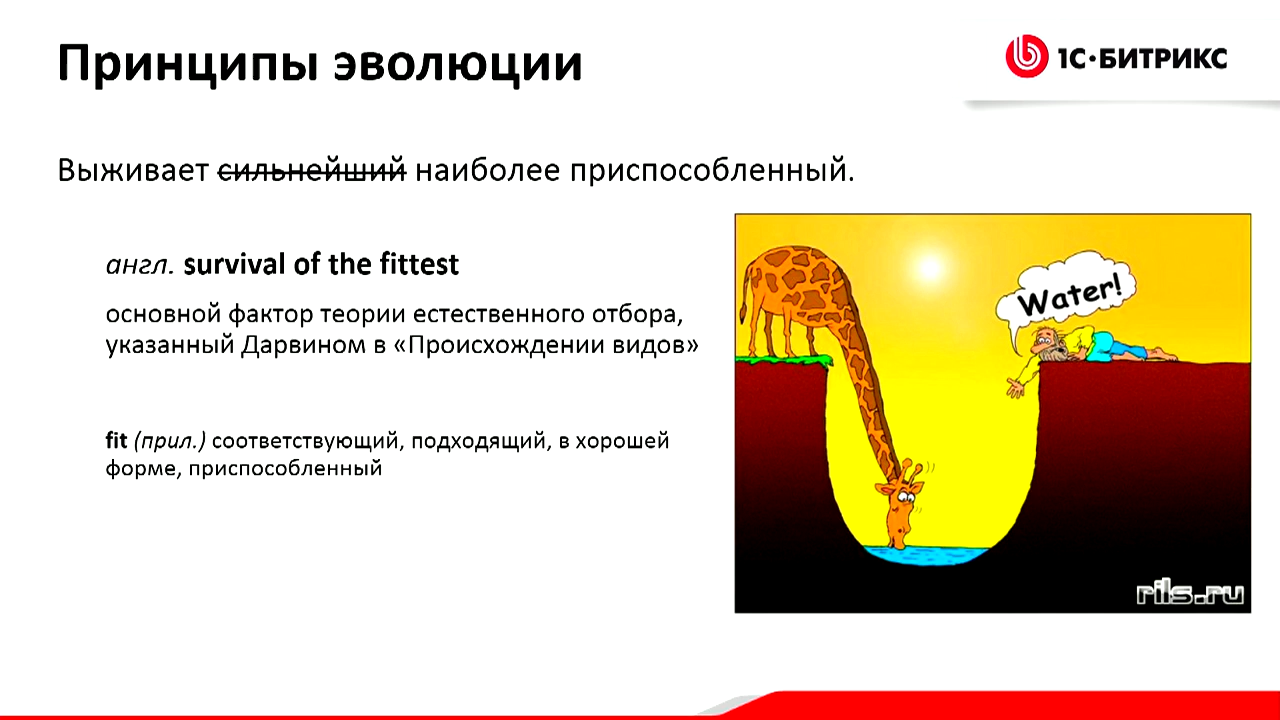 Принципы эволюции
1С·БИТРИКС
Выживает сильнейший наиболее приспособленный.
англ. survival of the fittest
основной фактор теории естественного отбора,
указанный Дарвином в «Происхождении видов»
fit (прил.) соответствующий, подходящий, в хорошей
форме, приспособленный
Water!
rils.ru